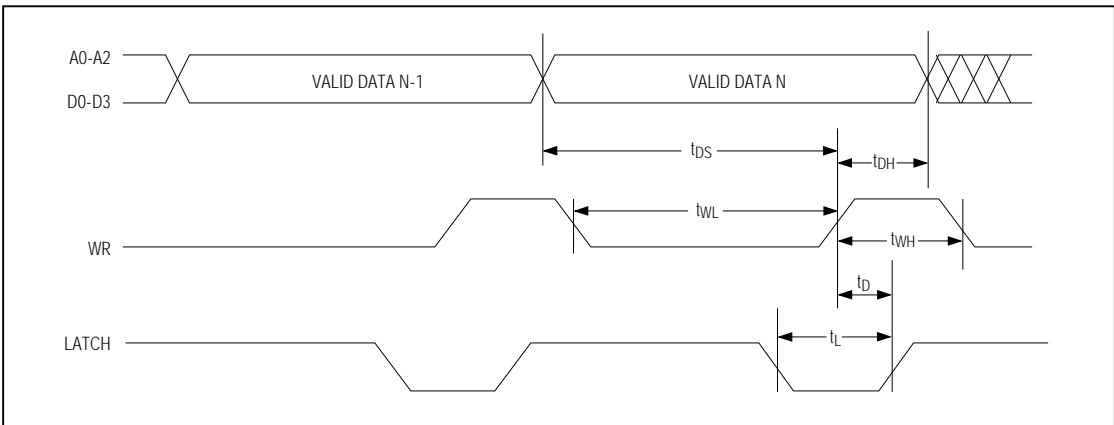 A0-A2
VALID DATA N-1
VALID DATA N
D0-D3
tDS
tDH
tWL
WR
tWH
tD
LATCH
tL